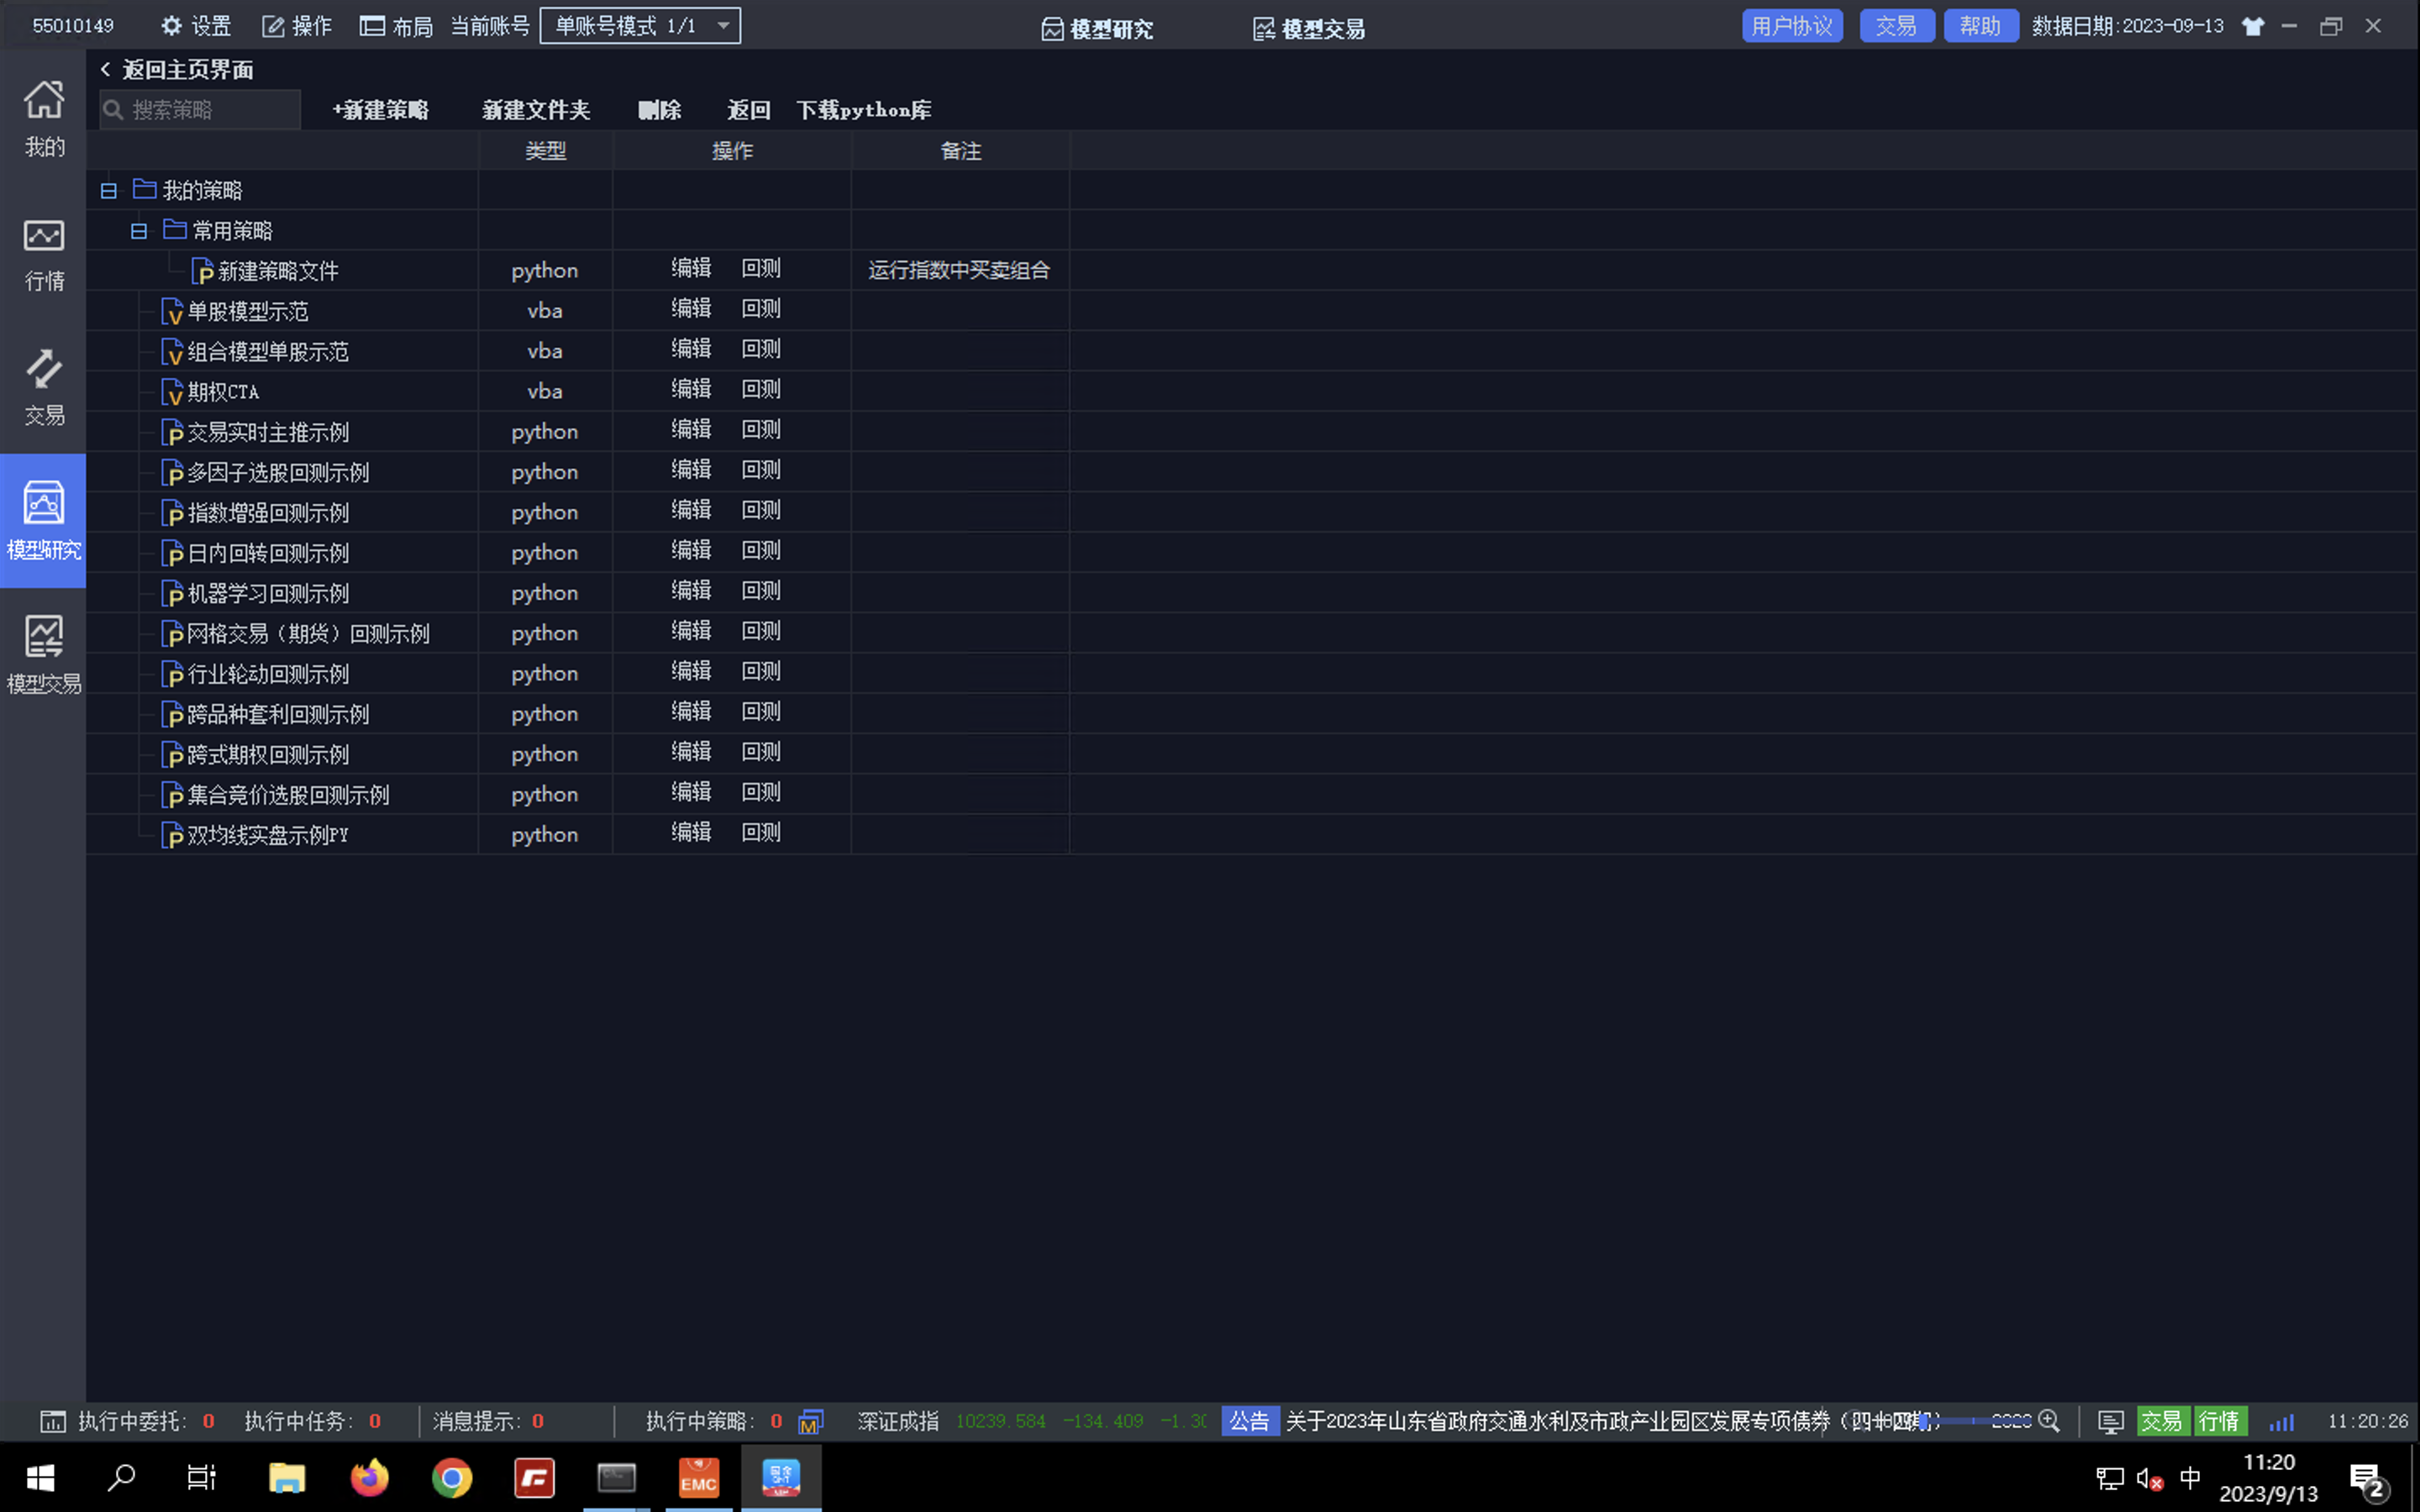 55010149 设置 操作 布局 当前账号 单账号模式 1/1 模型研究 模型交易 用户协议 交易 帮助 数据日期:2023-09-13
返回主页界面
搜索策略 +新建策略 新建文件夹 删除 返回 下载python库
类型 操作 备注
我的策略
常用策略
新建策略文件 python 编辑 回测 运行指数中买卖组合
单股模型示范 vba 编辑 回测
组合模型单股示范 vba 编辑 回测
期权CTA vba 编辑 回测
交易实时主推示例 python 编辑 回测
多因子选股回测示例 python 编辑 回测
指数增强回测示例 python 编辑 回测
日内回转回测示例 python 编辑 回测
机器学习回测示例 python 编辑 回测
网格交易（期货）回测示例 python 编辑 回测
行业轮动回测示例 python 编辑 回测
跨品种套利回测示例 python 编辑 回测
跨式期权回测示例 python 编辑 回测
集合竞价选股回测示例 python 编辑 回测
双均线实盘示例PY python 编辑 回测
我的
行情
交易
模型研究
模型交易
执行中委托: 0 执行中任务: 0 消息提示: 0 执行中策略: 0 深证成指 10239.584 -134.409 -1.30 公告 关于2023年山东省政府交通水利及市政产业园区发展专项债券（四十四期） 2023 交易 行情 11:20:26
EMC 中 11:20
2023/9/13 2